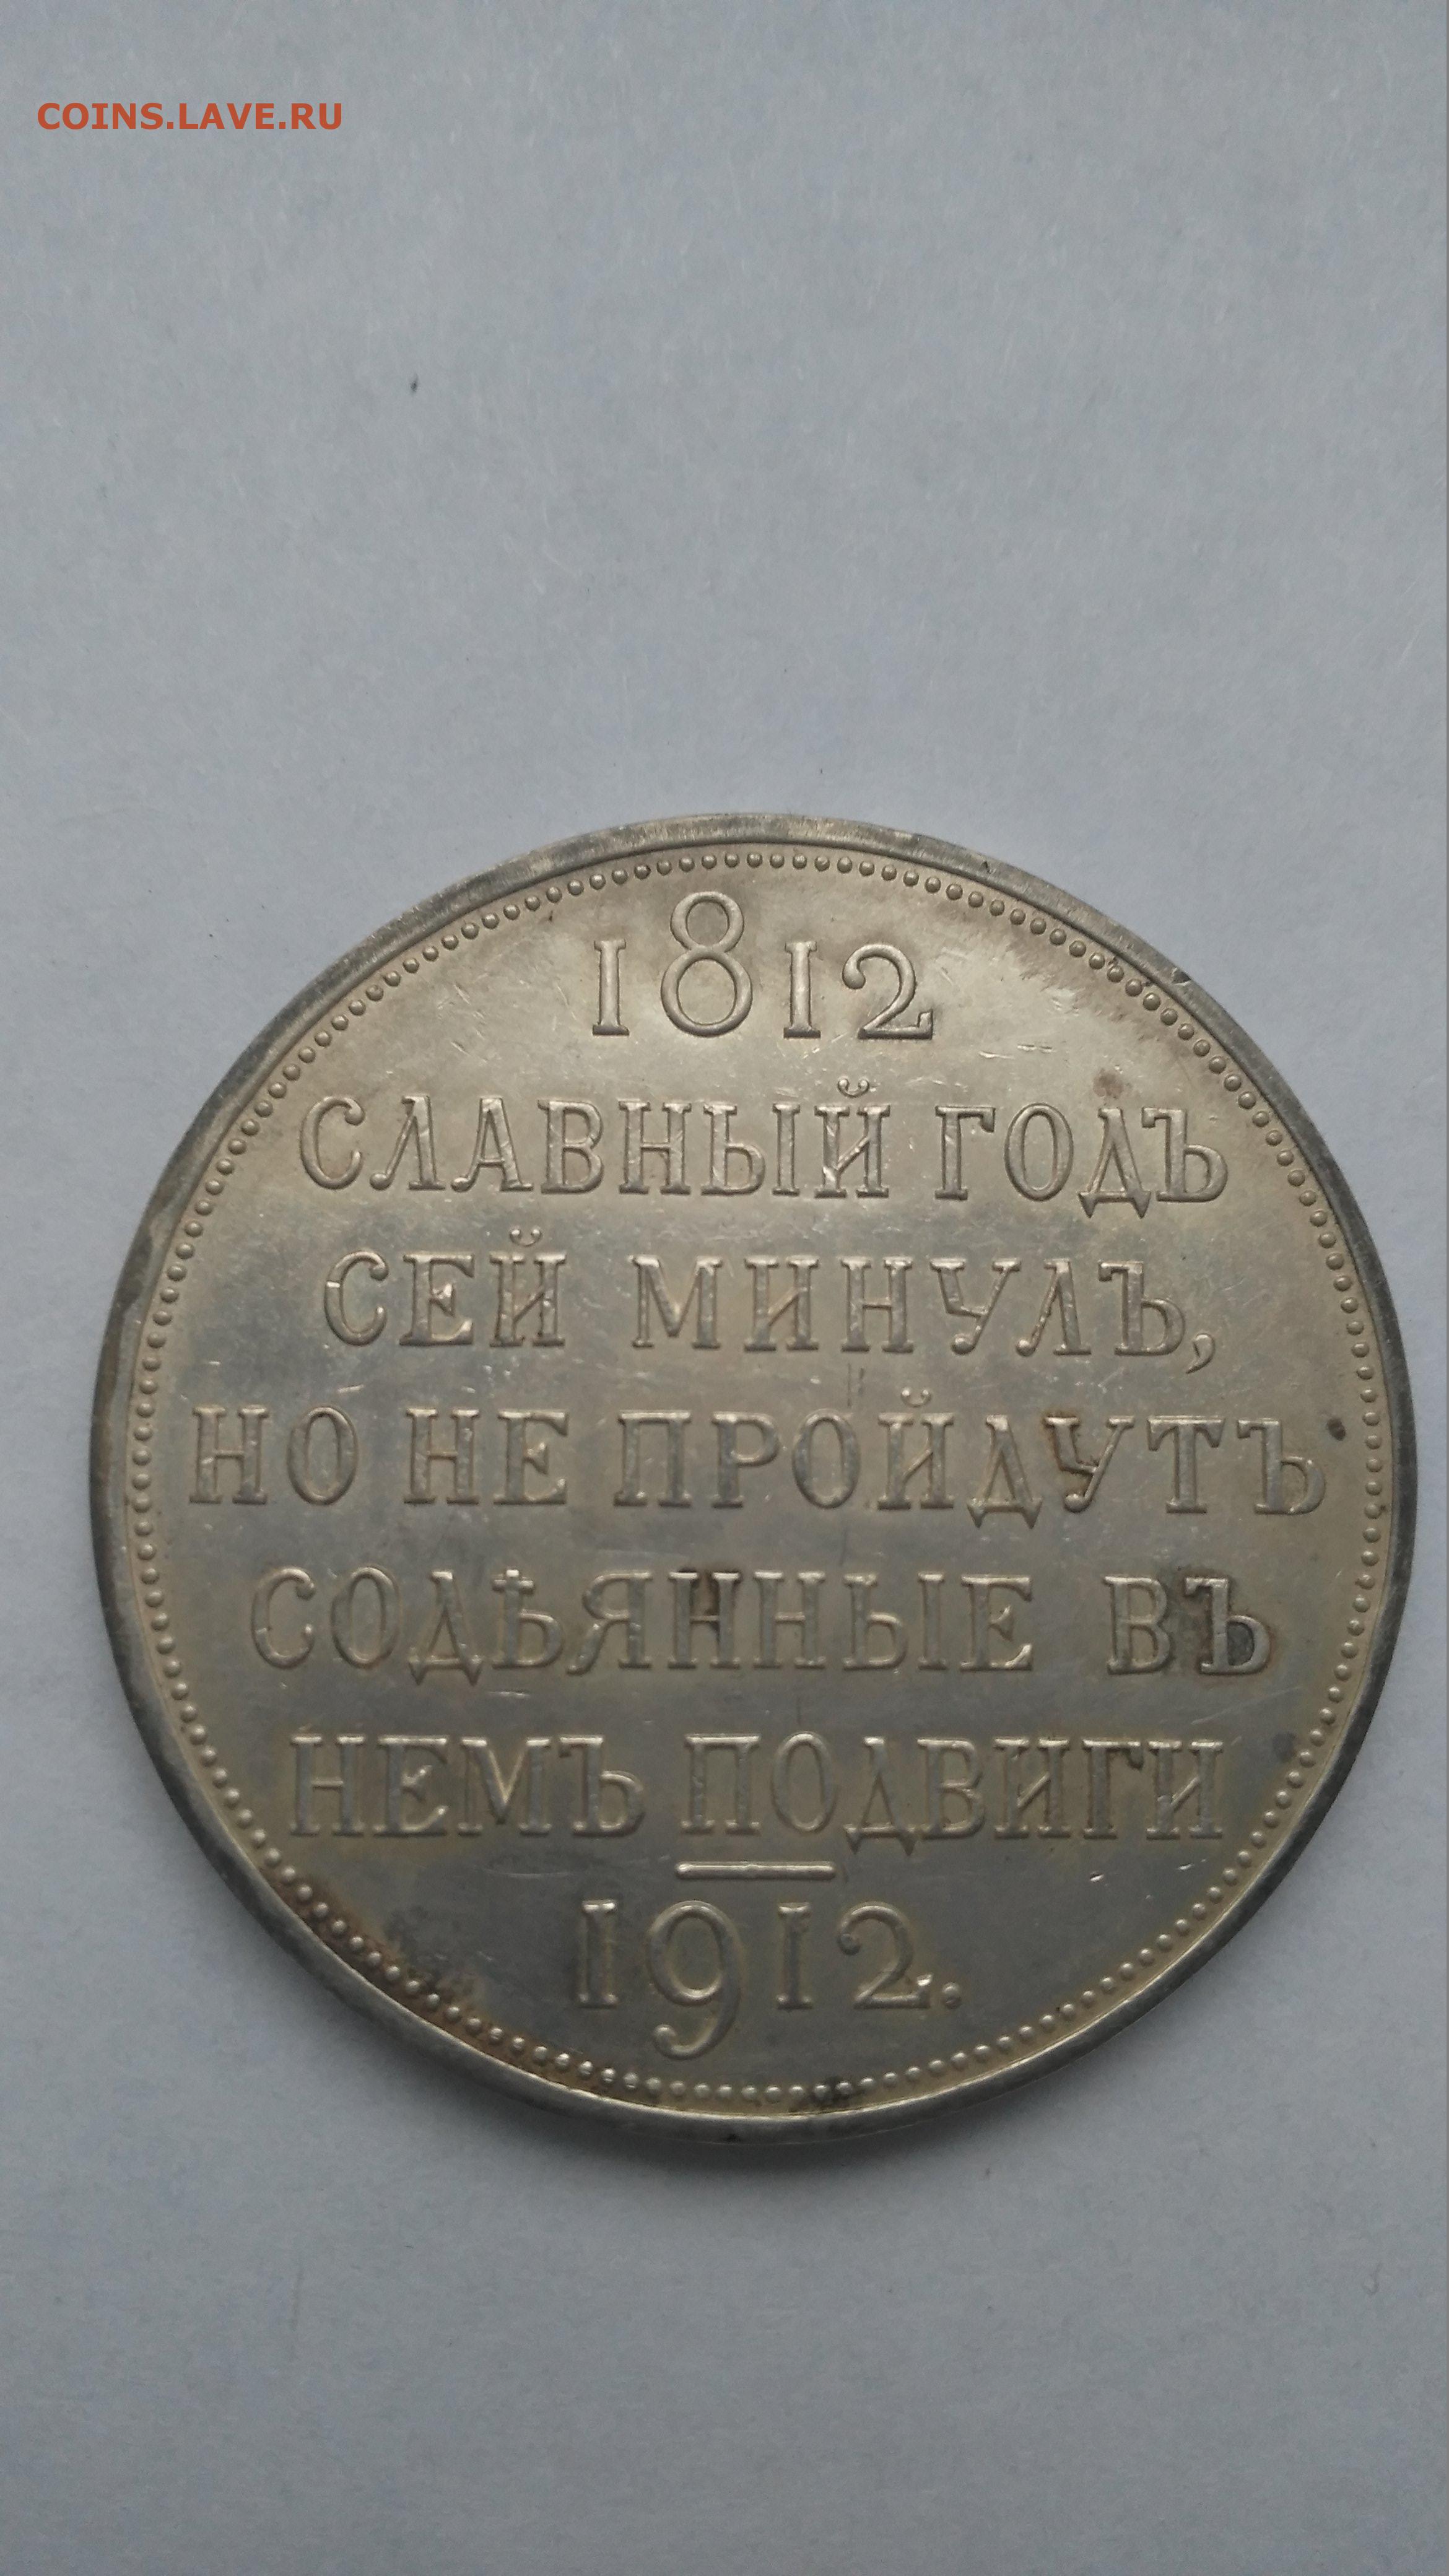 COINS.LAVE.RU
1812
СЛАВНЫЙ ГОДЪ
СЕЙ МИНУЛЪ,
НО НЕ ПРОЙДУТЪ
СОДѢЯННЫЕ ВЪ
НЕМЪ ПОДВИГИ
1912.